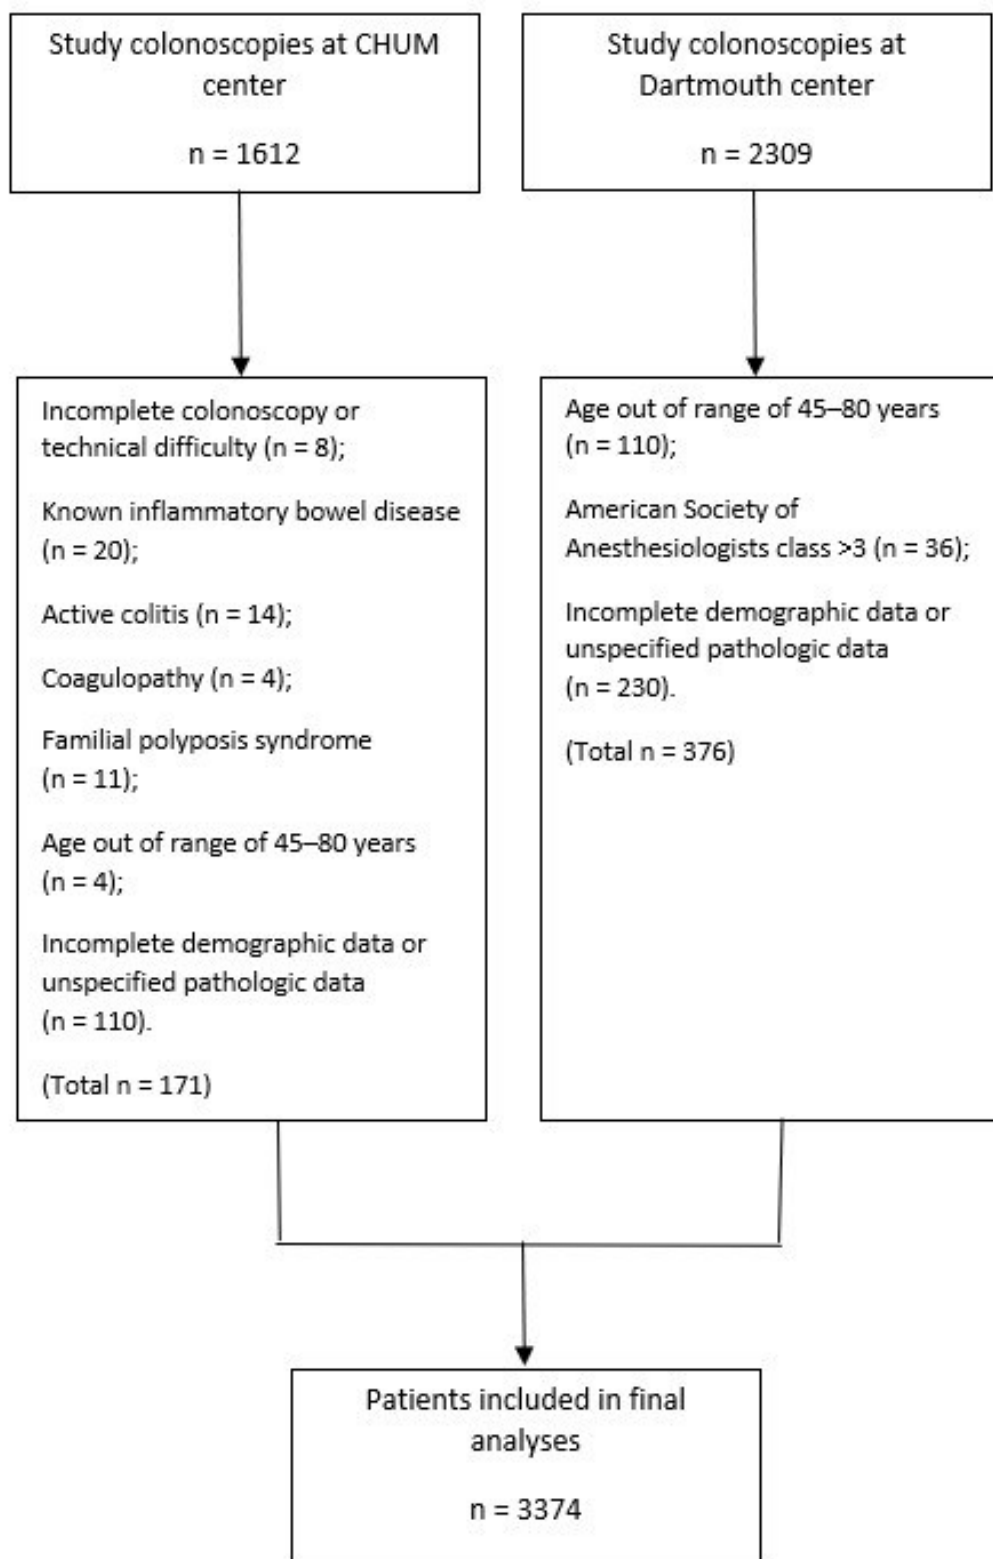 Study colonoscopies at CHUM
center
n = 1612
Study colonoscopies at
Dartmouth center
n = 2309
Incomplete colonoscopy or
technical difficulty (n = 8);
Known inflammatory bowel disease
(n = 20);
Active colitis (n = 14);
Coagulopathy (n = 4);
Familial polyposis syndrome
(n = 11);
Age out of range of 45–80 years
(n = 4);
Incomplete demographic data or
unspecified pathologic data
(n = 110).
(Total n = 171)
Age out of range of 45–80 years
(n = 110);
American Society of
Anesthesiologists class >3 (n = 36);
Incomplete demographic data or
unspecified pathologic data
(n = 230).
(Total n = 376)
Patients included in final
analyses
n = 3374